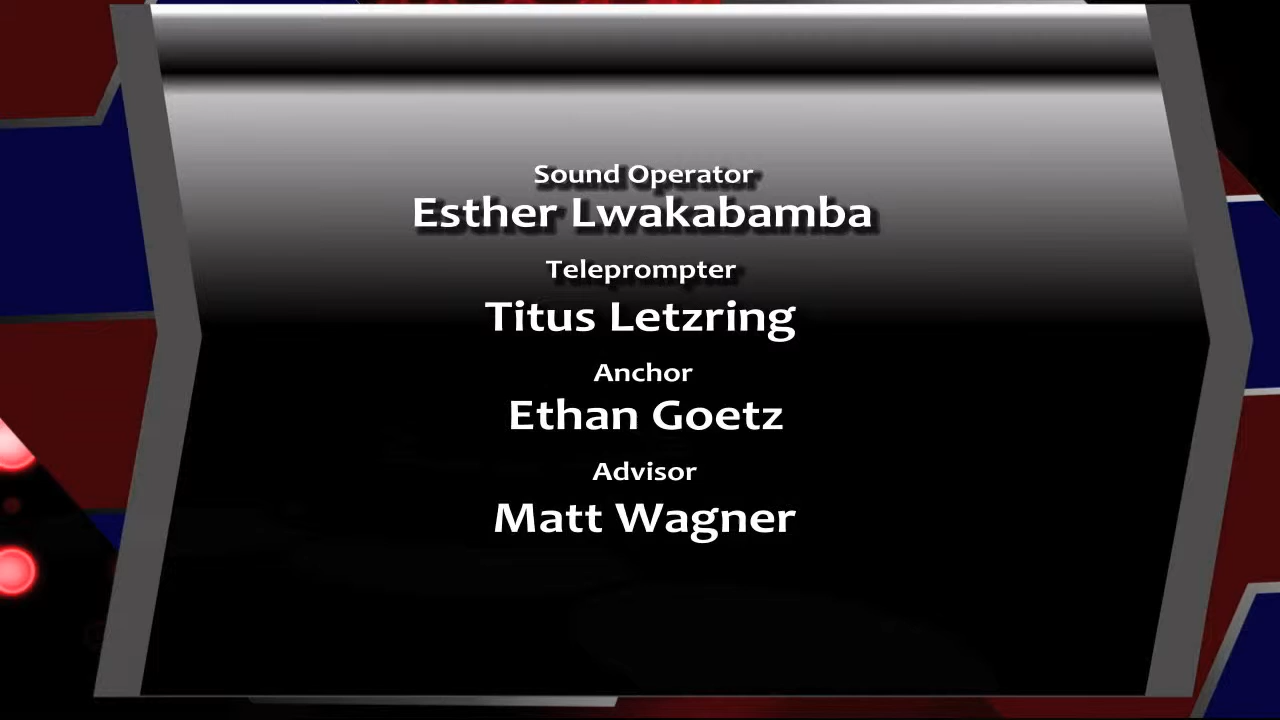 Sound Operator
Esther Lwakabamba
Teleprompter
Titus Letzring
Anchor
Ethan Goetz
Advisor
Matt Wagner